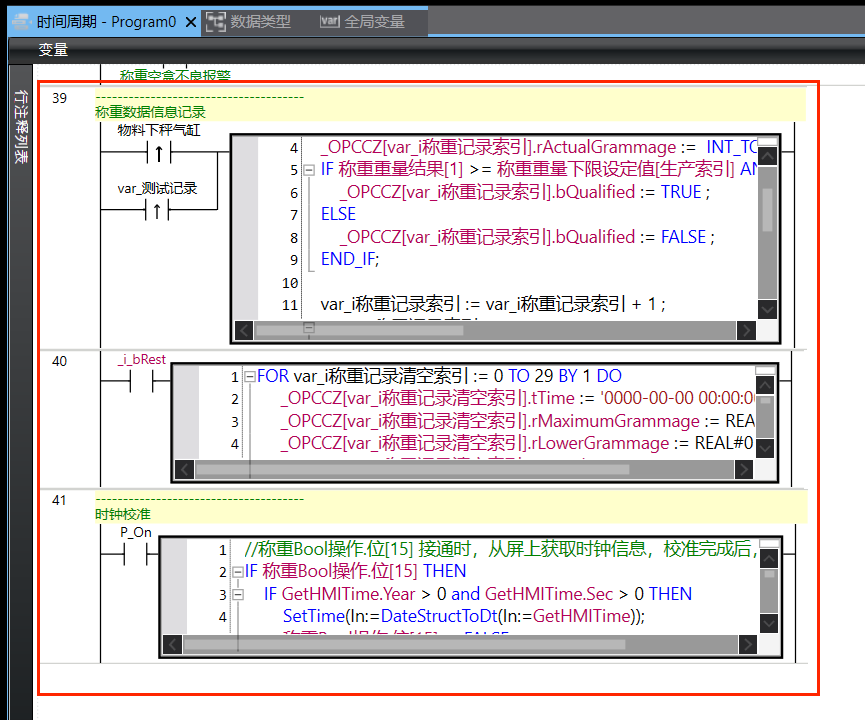 时间周期 - Program0 × 数据类型 var 全局变量
变量
行注释列表
称重空盒不良报警
39
称重数据信息记录
物料下秤气缸
var_测试记录
4 _OPCCZ[var_i称重记录索引].rActualGrammage := INT_TO
5 IF 称重重量结果[1] >= 称重重量下限设定值[生产索引] AN
6 _OPCCZ[var_i称重记录索引].bQualified := TRUE ;
7 ELSE
8 _OPCCZ[var_i称重记录索引].bQualified := FALSE ;
9 END_IF;
10
11 var_i称重记录索引 := var_i称重记录索引 + 1 ;
40
_i_bRest
1 FOR var_i称重记录清空索引 := 0 TO 29 BY 1 DO
2 _OPCCZ[var_i称重记录清空索引].tTime := '0000-00-00 00:00:0
3 _OPCCZ[var_i称重记录清空索引].rMaximumGrammage := REA
4 _OPCCZ[var_i称重记录清空索引].rLowerGrammage := REAL#0
41
时钟校准
P_On
1 //称重Bool操作.位[15] 接通时，从屏上获取时钟信息，校准完成后，
2 IF 称重Bool操作.位[15] THEN
3 IF GetHMITime.Year > 0 and GetHMITime.Sec > 0 THEN
4 SetTime(In:=DateStructToDt(In:=GetHMITime));